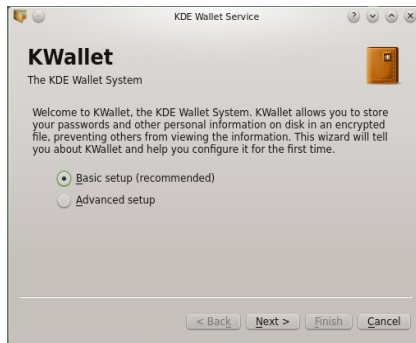 KDE Wallet Service
KWallet
The KDE Wallet System
Welcome to KWallet, the KDE Wallet System. KWallet allows you to store
your passwords and other personal information on disk in an encrypted
file, preventing others from viewing the information. This wizard will tell
you about KWallet and help you configure it for the first time.
Basic setup (recommended)
Advanced setup
< Back Next > Finish Cancel